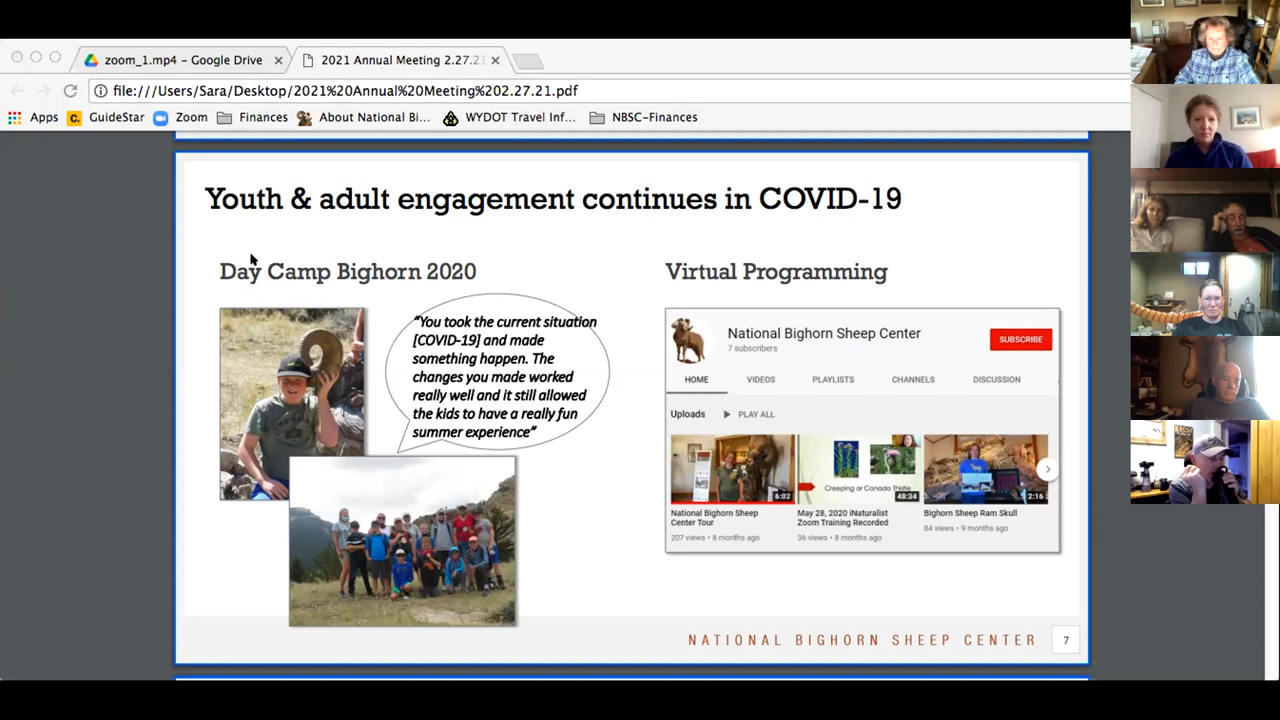 zoom_1.mp4 - Google Drive
2021 Annual Meeting 2.27.21
file:///Users/Sara/Desktop/2021%20Annual%20Meeting%202.27.21.pdf
Apps GuideStar Zoom Finances About National Bi... WYDOT Travel Inf... NBSC-Finances
Youth & adult engagement continues in COVID-19
Day Camp Bighorn 2020
"You took the current situation
[COVID-19] and made
something happen. The
changes you made worked
really well and it still allowed
the kids to have a really fun
summer experience"
Virtual Programming
National Bighorn Sheep Center
7 subscribers
SUBSCRIBE
HOME VIDEOS PLAYLISTS CHANNELS DISCUSSION
Uploads PLAY ALL
Creeping or Canada Thistle
6:02 48:34 2:16
National Bighorn Sheep
Center Tour
207 views • 8 months ago
May 28, 2020 iNaturalist
Zoom Training Recorded
36 views • 8 months ago
Bighorn Sheep Ram Skull
84 views • 9 months ago
NATIONAL BIGHORN SHEEP CENTER
7